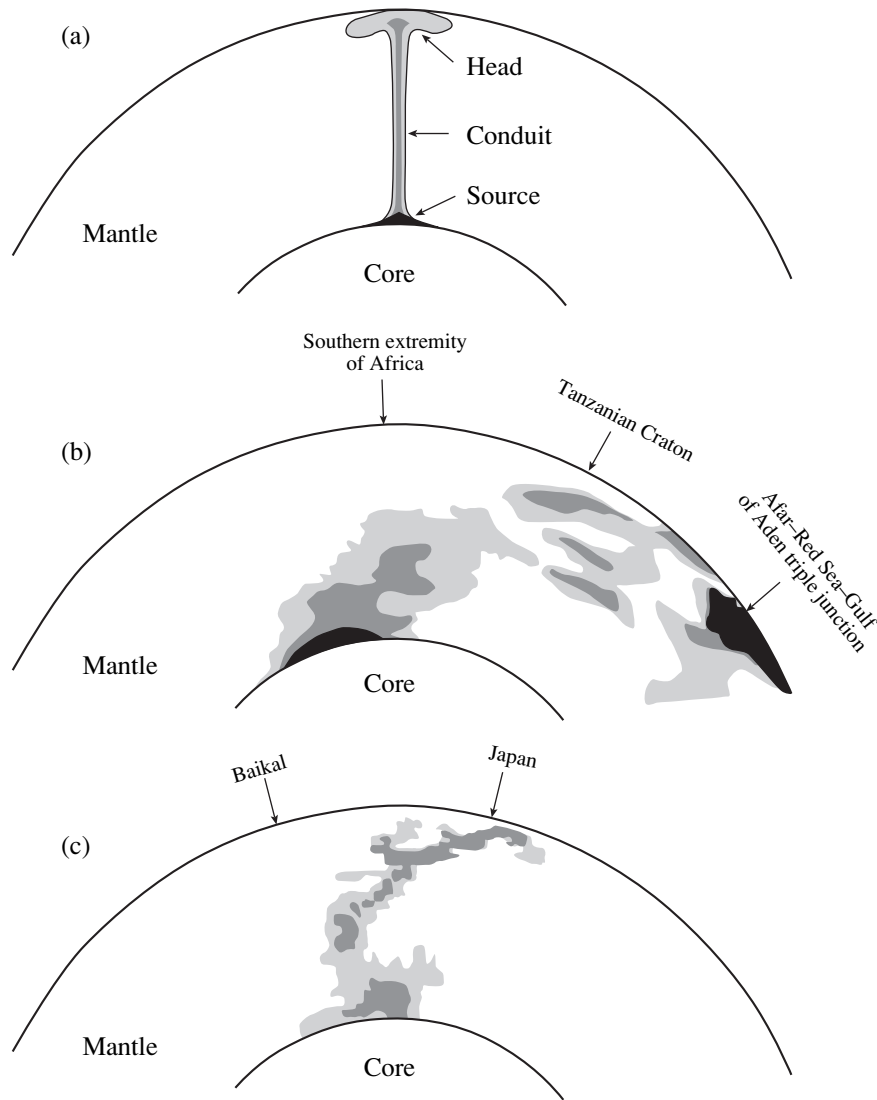 (a)
Head
Conduit
Source
Mantle
Core
Southern extremity
of Africa
Tanzanian Craton
(b)
Afar–Red Sea–Gulf
of Aden triple junction
Mantle
Core
Baikal
Japan
(c)
Mantle
Core